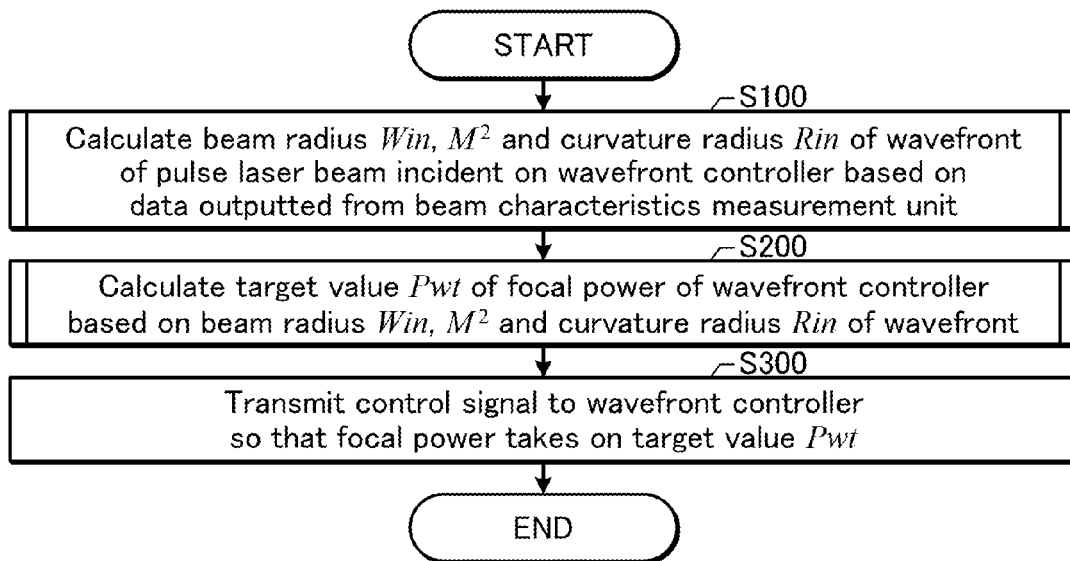 START
S100
Calculate beam radius Win, M² and curvature radius Rin of wavefront
of pulse laser beam incident on wavefront controller based on
data outputted from beam characteristics measurement unit
S200
Calculate target value Pwt of focal power of wavefront controller
based on beam radius Win, M² and curvature radius Rin of wavefront
S300
Transmit control signal to wavefront controller
so that focal power takes on target value Pwt
END